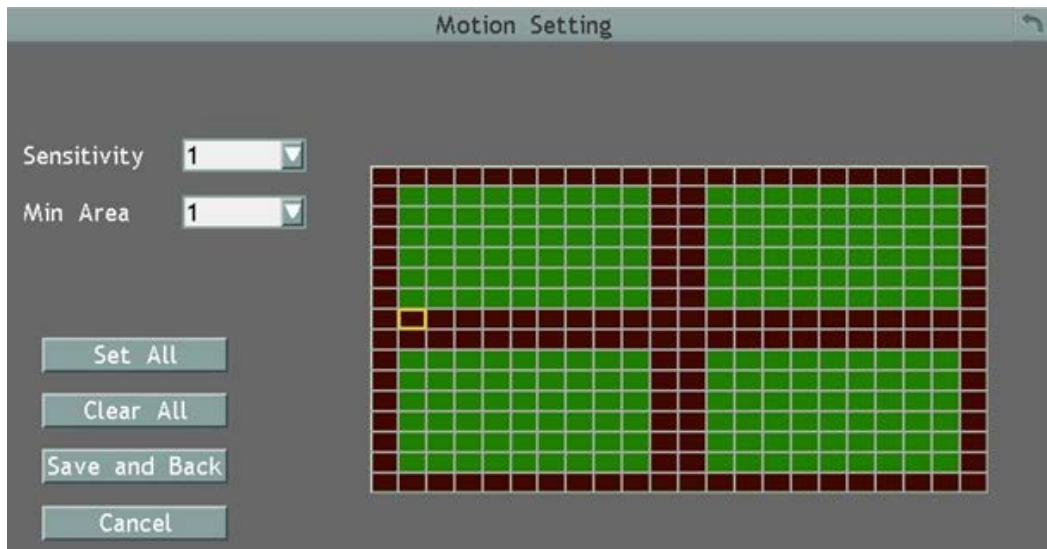 Motion Setting
Sensitivity 1
Min Area 1
Set All
Clear All
Save and Back
Cancel